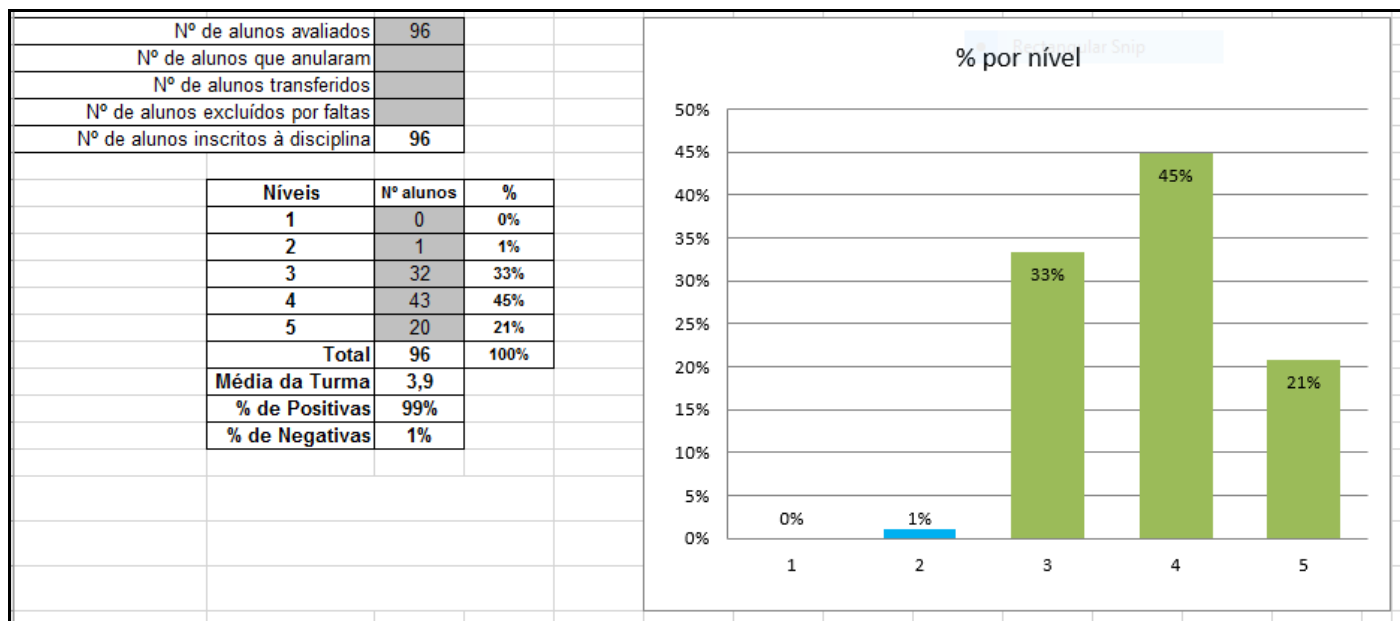 Nº de alunos avaliados 96
Nº de alunos que anularam
Nº de alunos transferidos
Nº de alunos excluídos por faltas
Nº de alunos inscritos à disciplina 96
Níveis Nº alunos %
1 0 0%
2 1 1%
3 32 33%
4 43 45%
5 20 21%
Total 96 100%
Média da Turma 3,9
% de Positivas 99%
% de Negativas 1%
Rectangular Snip
% por nível
50%
45%
40%
35%
30%
25%
20%
15%
10%
5%
0%
0%
1%
33%
45%
21%
1 2 3 4 5